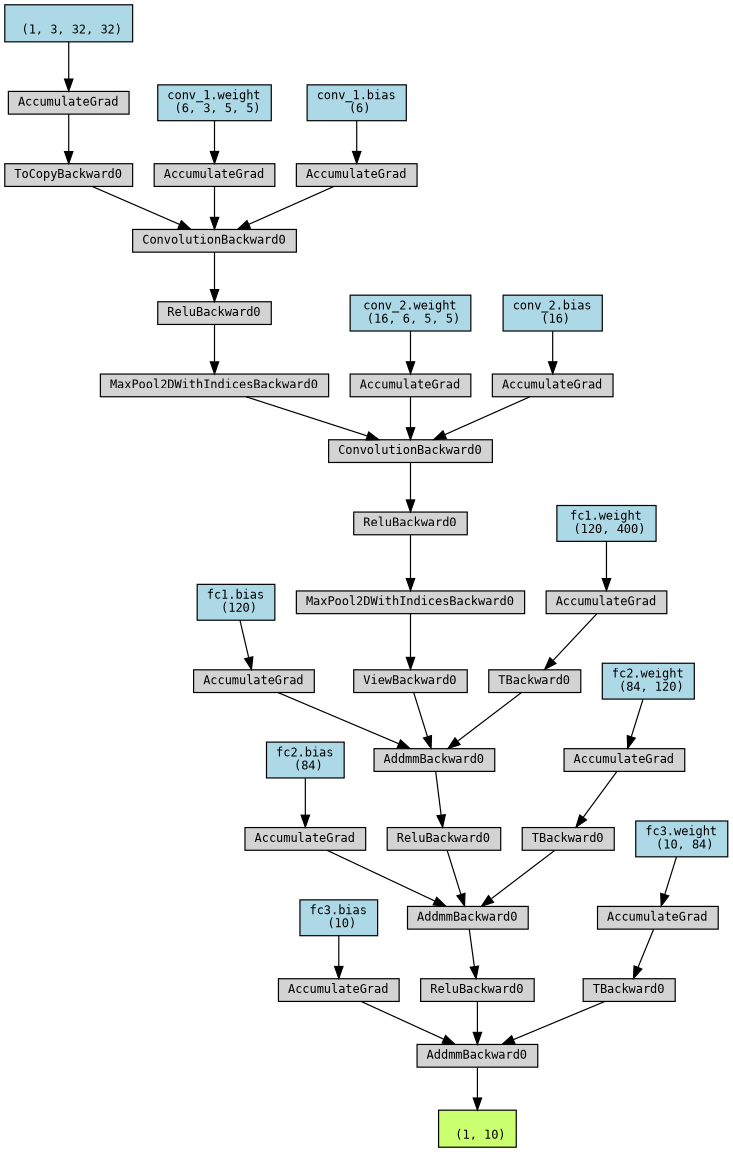 (1, 3, 32, 32)
AccumulateGrad
conv_1.weight
(6, 3, 5, 5)
conv_1.bias
(6)
ToCopyBackward0
AccumulateGrad
AccumulateGrad
ConvolutionBackward0
ReluBackward0
conv_2.weight
(16, 6, 5, 5)
conv_2.bias
(16)
MaxPool2DWithIndicesBackward0
AccumulateGrad
AccumulateGrad
ConvolutionBackward0
ReluBackward0
fc1.weight
(120, 400)
fc1.bias
(120)
MaxPool2DWithIndicesBackward0
AccumulateGrad
AccumulateGrad
ViewBackward0
TBackward0
fc2.weight
(84, 120)
fc2.bias
(84)
AddmmBackward0
AccumulateGrad
AccumulateGrad
ReluBackward0
TBackward0
fc3.weight
(10, 84)
fc3.bias
(10)
AddmmBackward0
AccumulateGrad
AccumulateGrad
ReluBackward0
TBackward0
AddmmBackward0
(1, 10)